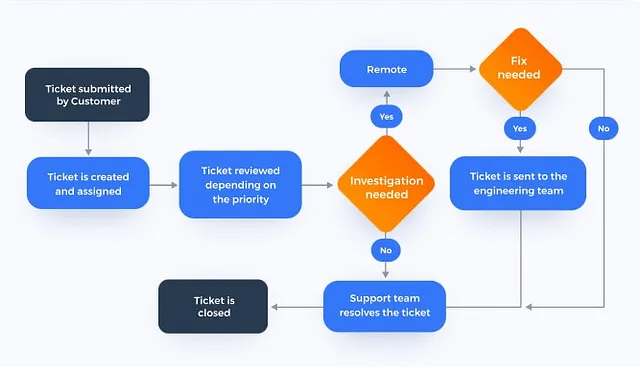 Ticket submitted
by Customer
Ticket is created
and assigned
Ticket reviewed
depending on
the priority
Investigation
needed
Yes
Remote
Fix
needed
Yes
No
Ticket is sent to the
engineering team
No
Support team
resolves the ticket
Ticket is
closed